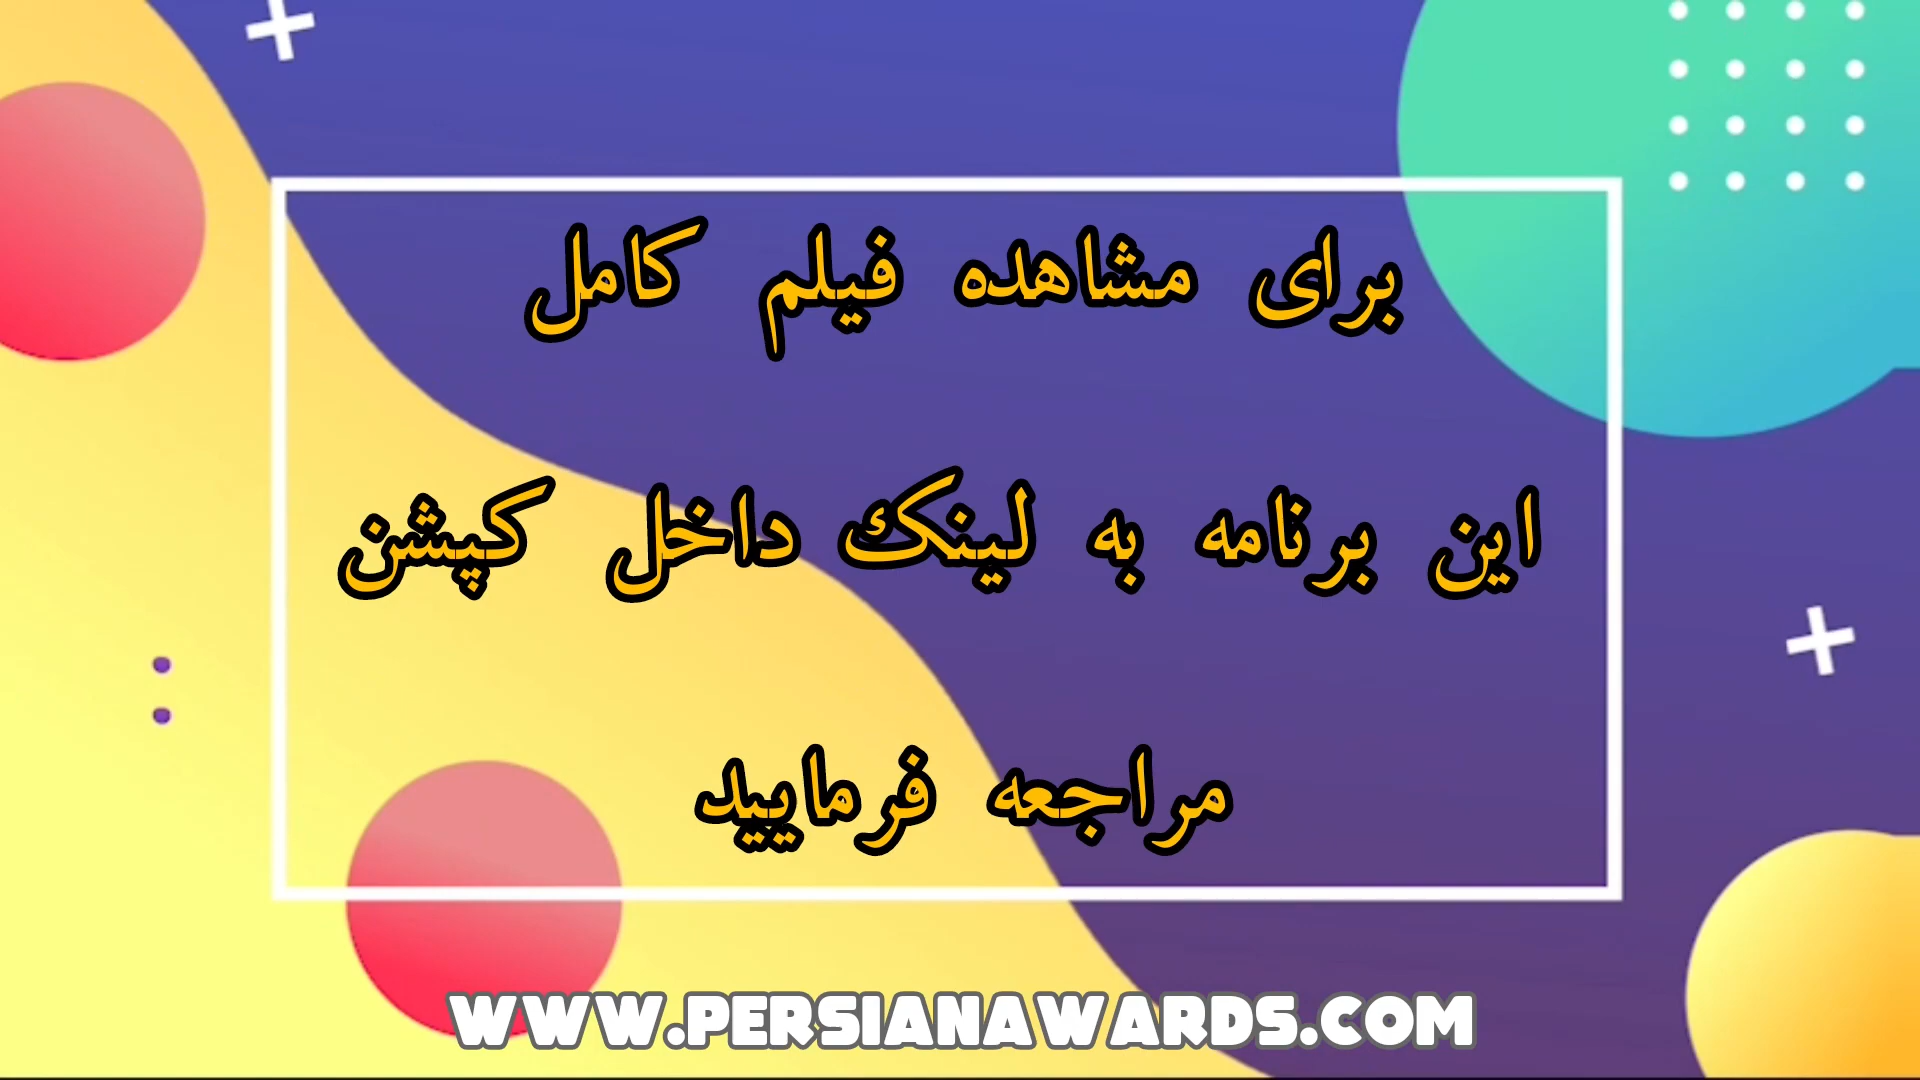 برای مشاهده فیلم کامل
این برنامه به لینک داخل کپشن
مراجعه فرمایید
WWW.PERSIANAWARDS.COM